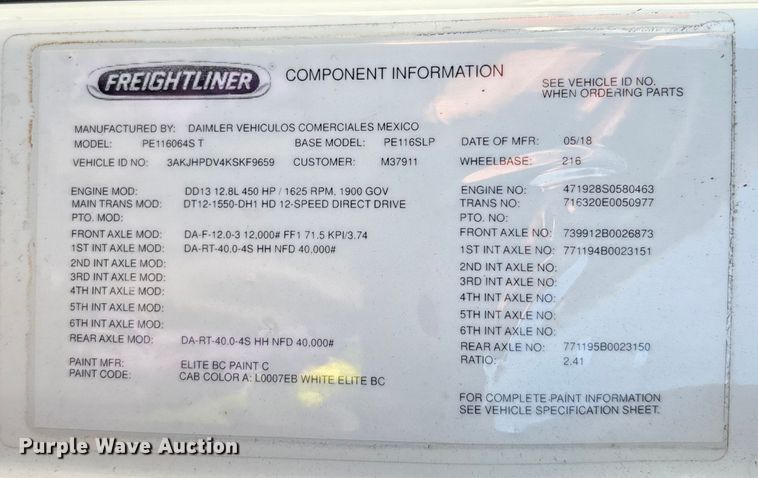 FREIGHTLINER COMPONENT INFORMATION
SEE VEHICLE ID NO.
WHEN ORDERING PARTS
MANUFACTURED BY: DAIMLER VEHICULOS COMERCIALES MEXICO
MODEL: PE116064S T BASE MODEL: PE116SLP DATE OF MFR: 05/18
VEHICLE ID NO: 3AKJHPDV4KSKF9659 CUSTOMER: M37911 WHEELBASE: 216
ENGINE MOD: DD13 12.8L 450 HP / 1625 RPM, 1900 GOV ENGINE NO: 471928S0580463
MAIN TRANS MOD: DT12-1550-DH1 HD 12-SPEED DIRECT DRIVE TRANS NO: 716320E0050977
PTO. MOD: PTO. NO:
FRONT AXLE MOD: DA-F-12.0-3 12,000# FF1 71.5 KPI/3.74 FRONT AXLE NO: 739912B0026873
1ST INT AXLE MOD: DA-RT-40.0-4S HH NFD 40,000# 1ST INT AXLE NO: 771194B0023151
2ND INT AXLE MOD: 2ND INT AXLE NO:
3RD INT AXLE MOD: 3RD INT AXLE NO:
4TH INT AXLE MOD: 4TH INT AXLE NO:
5TH INT AXLE MOD: 5TH INT AXLE NO:
6TH INT AXLE MOD: 6TH INT AXLE NO:
REAR AXLE MOD: DA-RT-40.0-4S HH NFD 40,000# REAR AXLE NO: 771195B0023150
RATIO: 2.41
PAINT MFR: ELITE BC PAINT C
PAINT CODE: CAB COLOR A: L0007EB WHITE ELITE BC
FOR COMPLETE PAINT INFORMATION
SEE VEHICLE SPECIFICATION SHEET.
Purple Wave Auction